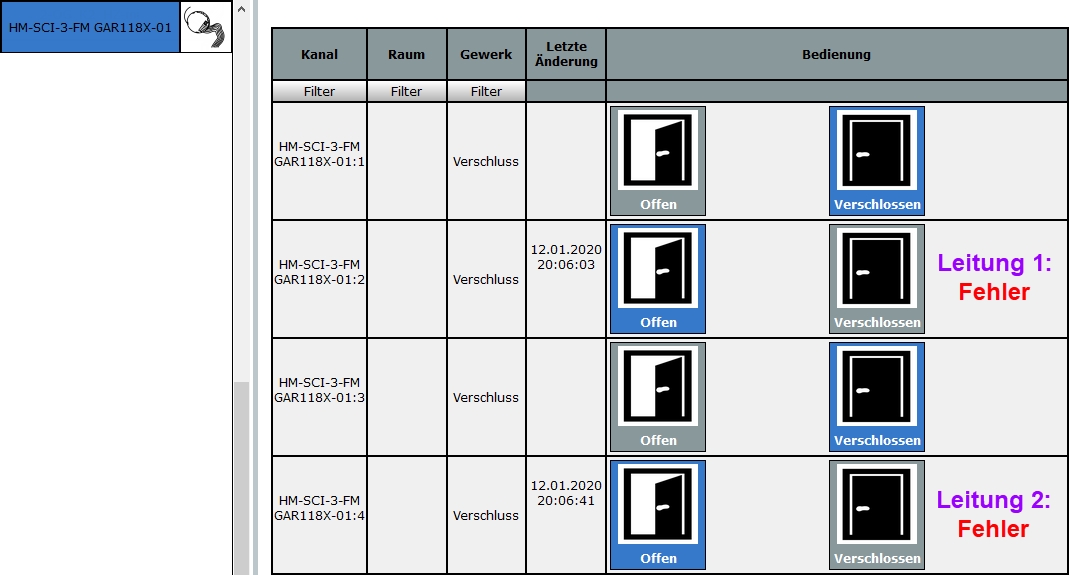 HM-SCI-3-FM GAR118X-01
Kanal Raum Gewerk Letzte Änderung Bedienung
Filter Filter Filter
HM-SCI-3-FM
GAR118X-01:1
Verschluss
Offen
Verschlossen
HM-SCI-3-FM
GAR118X-01:2
Verschluss
12.01.2020
20:06:03
Offen
Verschlossen
Leitung 1:
Fehler
HM-SCI-3-FM
GAR118X-01:3
Verschluss
Offen
Verschlossen
HM-SCI-3-FM
GAR118X-01:4
Verschluss
12.01.2020
20:06:41
Offen
Verschlossen
Leitung 2:
Fehler